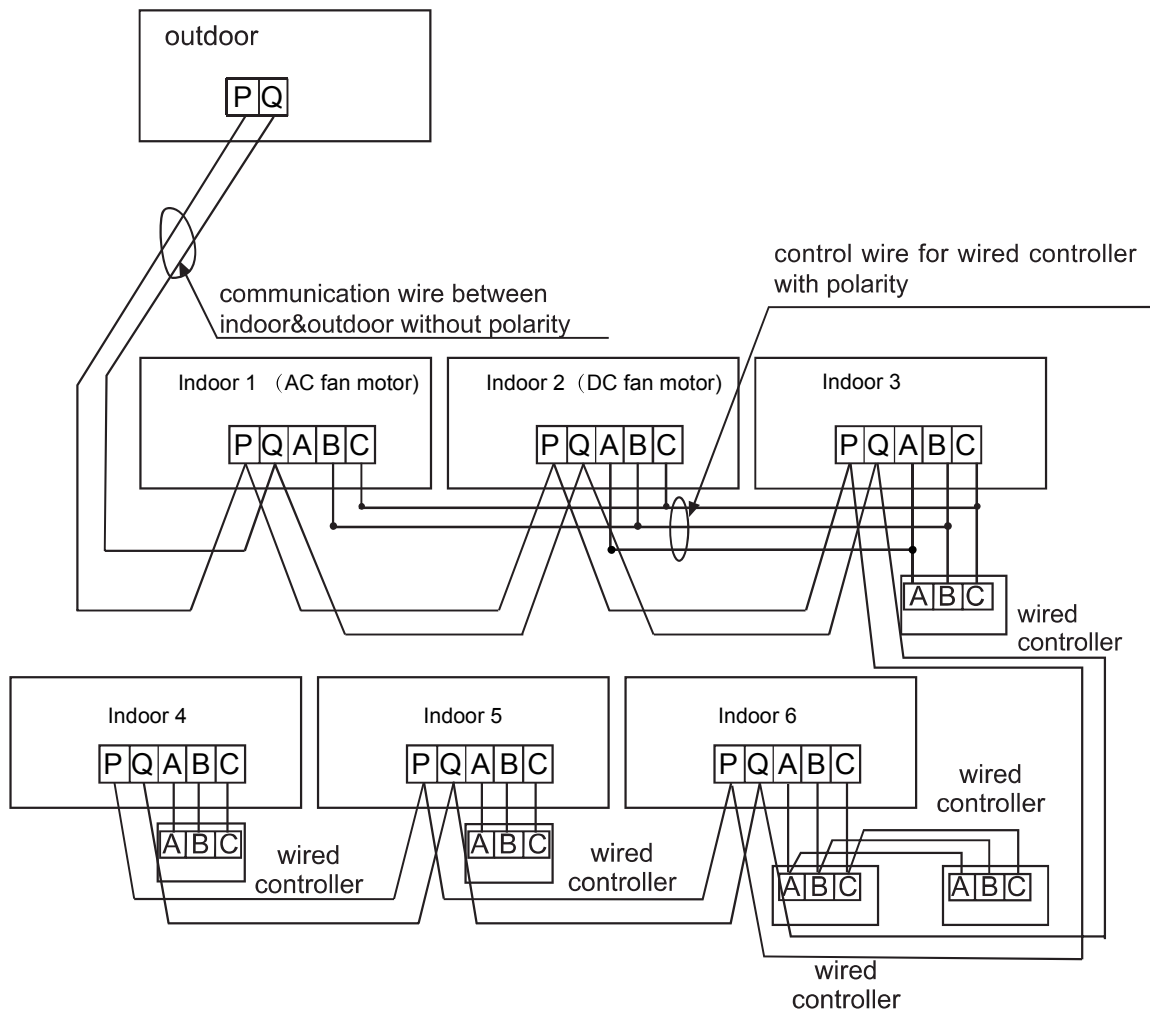 outdoor
P Q
control wire for wired controller
with polarity
communication wire between
indoor&outdoor without polarity
Indoor 1 （AC fan motor)
Indoor 2（DC fan motor)
Indoor 3
P Q A B C
P Q A B C
P Q A B C
A B C
wired
controller
Indoor 4
Indoor 5
Indoor 6
P Q A B C
P Q A B C
P Q A B C
wired
controller
A B C
wired
controller
A B C
wired
controller
A B C
A B C
wired
controller